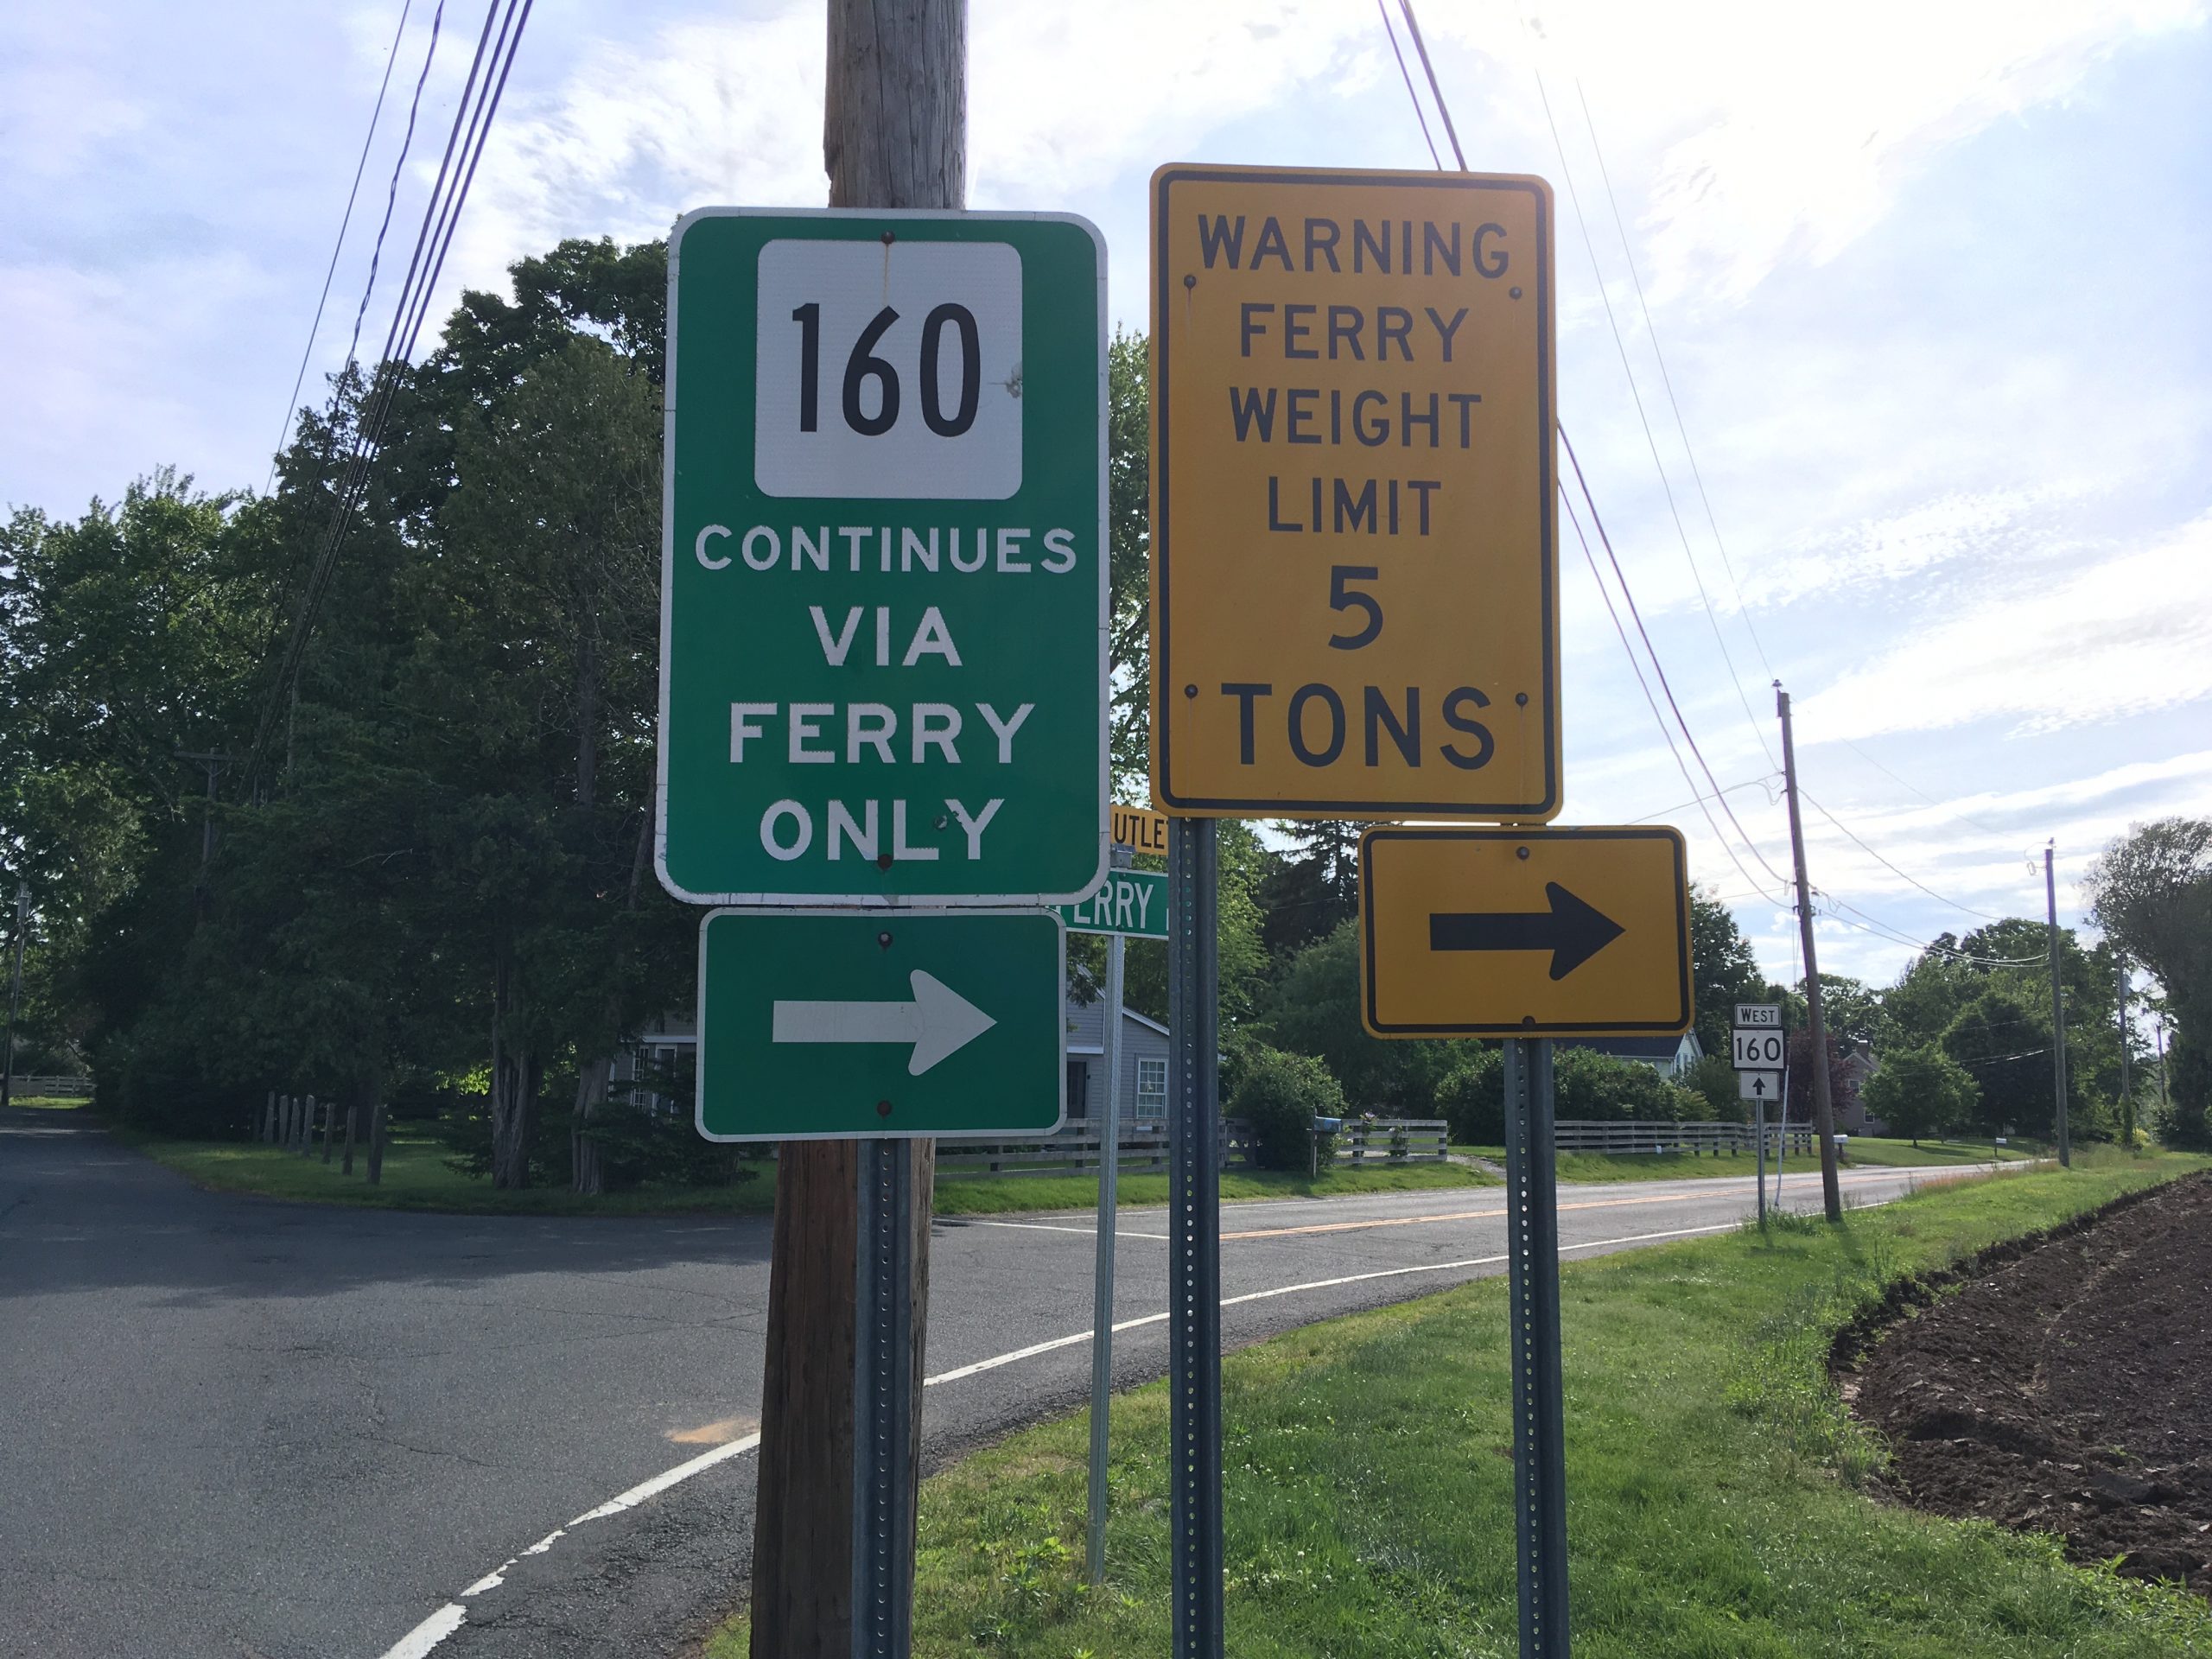 160
CONTINUES
VIA
FERRY
ONLY
WARNING
FERRY
WEIGHT
LIMIT
5
TONS
WEST
160